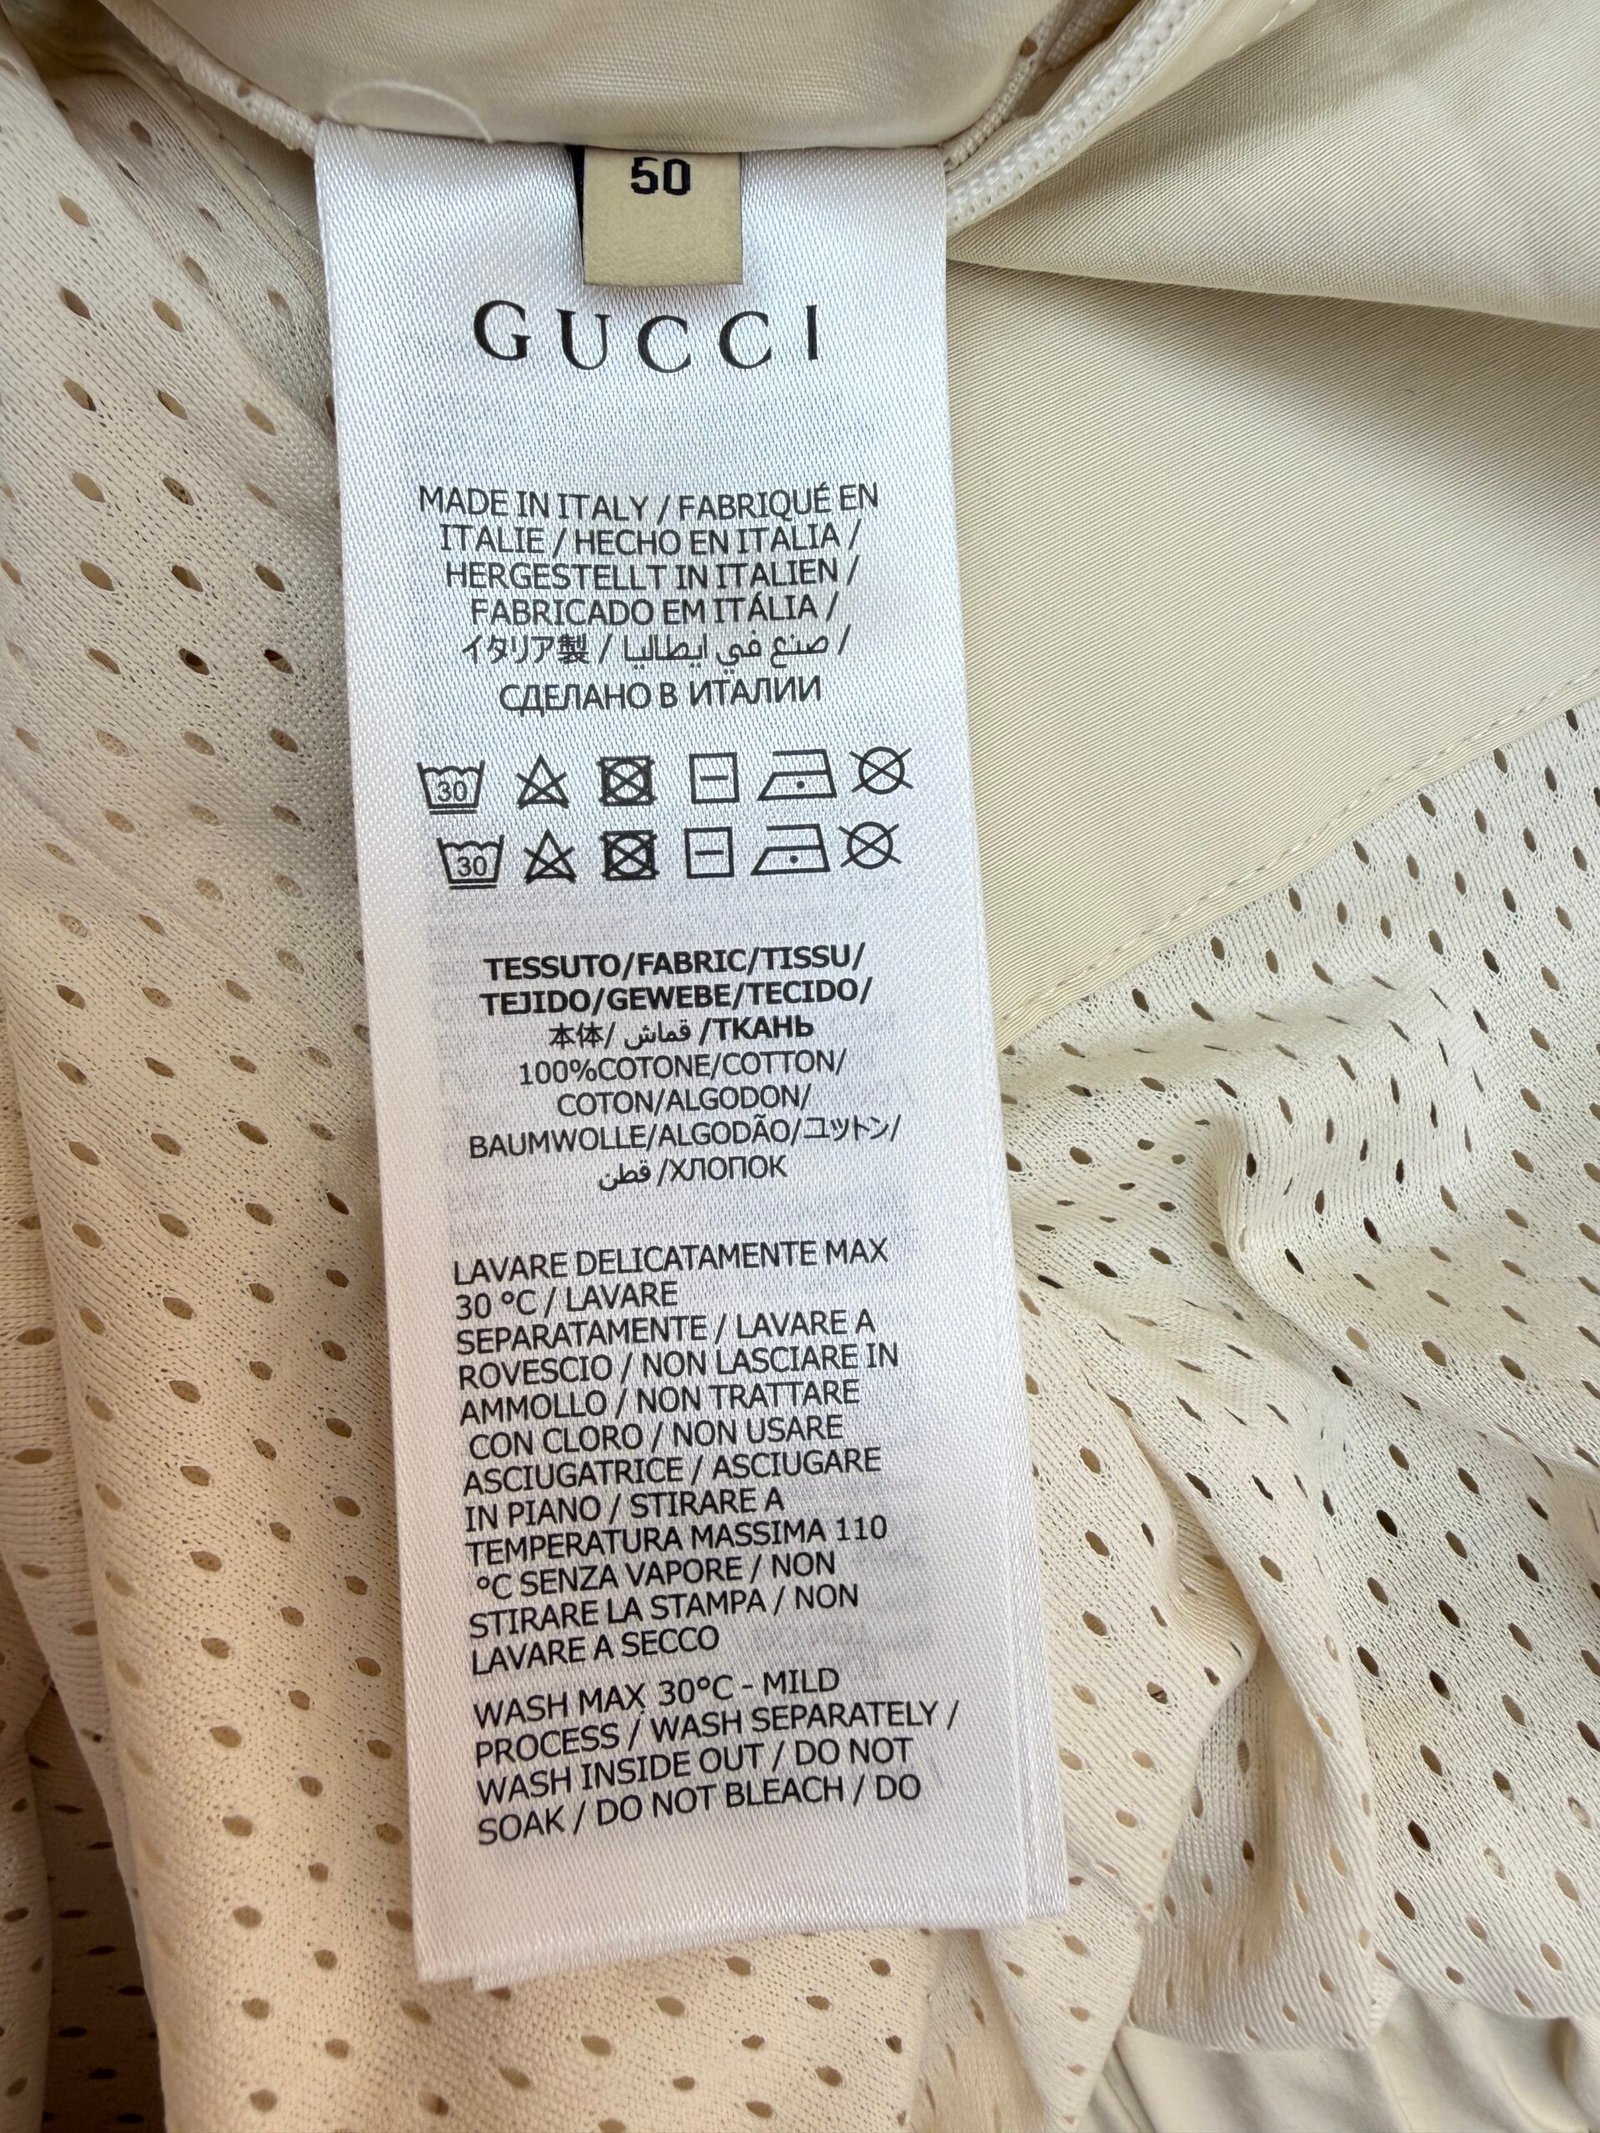 50
GUCCI
MADE IN ITALY / FABRIQUÉ EN
ITALIE / HECHO EN ITALIA /
HERGESTELLT IN ITALIEN /
FABRICADO EM ITÁLIA /
イタリア製 / صنع في ايطاليا /
СДЕЛАНО В ИТАЛИИ
30
30
TESSUTO/FABRIC/TISSU/
TEJIDO/GEWEBE/TECIDO/
本体/ قماش /ТКАНЬ
100%COTONE/COTTON/
COTON/ALGODON/
BAUMWOLLE/ALGODÃO/コットン/
قطن /ХЛОПОК
LAVARE DELICATAMENTE MAX
30 °C / LAVARE
SEPARATAMENTE / LAVARE A
ROVESCIO / NON LASCIARE IN
AMMOLLO / NON TRATTARE
CON CLORO / NON USARE
ASCIUGATRICE / ASCIUGARE
IN PIANO / STIRARE A
TEMPERATURA MASSIMA 110
°C SENZA VAPORE / NON
STIRARE LA STAMPA / NON
LAVARE A SECCO
WASH MAX 30°C - MILD
PROCESS / WASH SEPARATELY /
WASH INSIDE OUT / DO NOT
SOAK / DO NOT BLEACH / DO